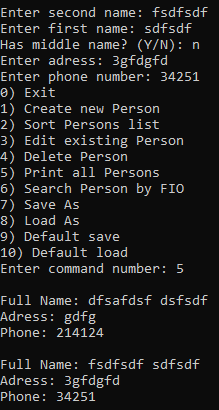 Enter second name: fsdfsdf
Enter first name: sdfsdf
Has middle name? (Y/N): n
Enter adress: 3gfdgfd
Enter phone number: 34251
0) Exit
1) Create new Person
2) Sort Persons list
3) Edit existing Person
4) Delete Person
5) Print all Persons
6) Search Person by FIO
7) Save As
8) Load As
9) Default save
10) Default load
Enter command number: 5
Full Name: dfsafdsf dsfsdf
Adress: gdfg
Phone: 214124
Full Name: fsdfsdf sdfsdf
Adress: 3gfdgfd
Phone: 34251